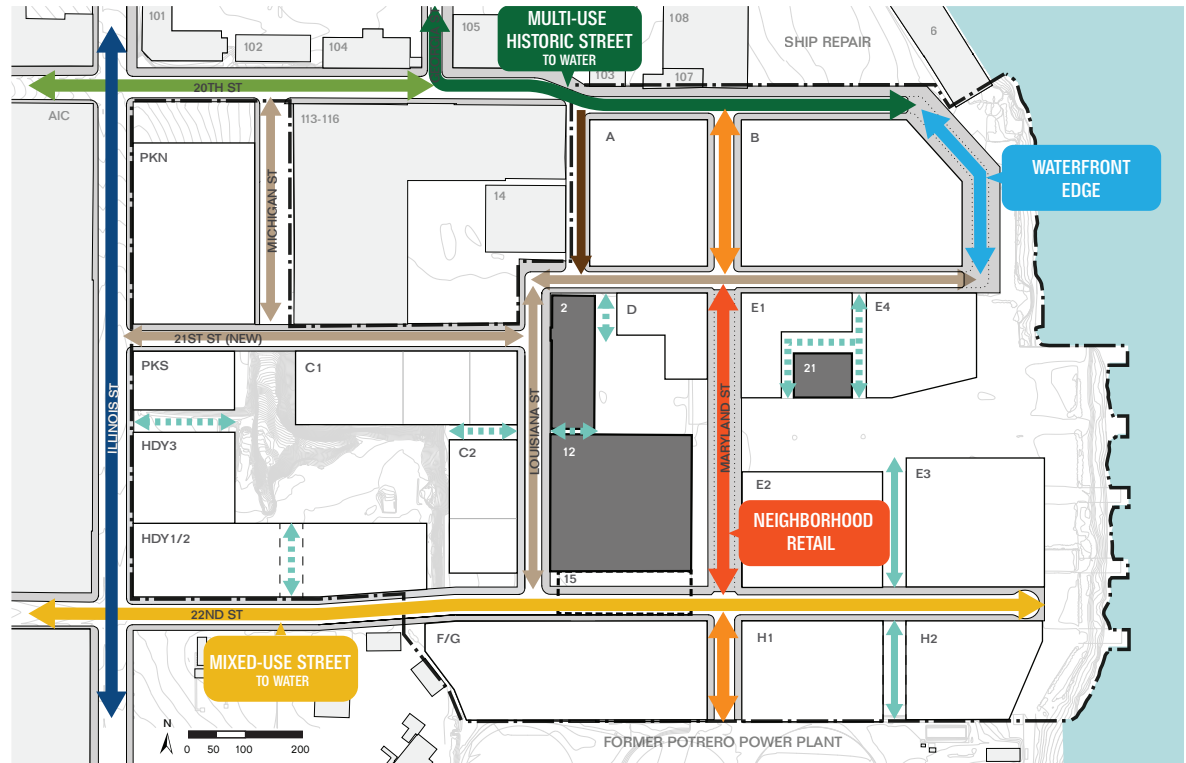 101
102
104
105
MULTI-USE
HISTORIC STREET
TO WATER
108
103
107
SHIP REPAIR
6
20TH ST
AIC
PKN
MICHIGAN ST
113-116
14
A
B
WATERFRONT
EDGE
21ST ST (NEW)
ILLINOIS ST
PKS
C1
LOUISIANA ST
2
D
MARYLAND ST
E1
E4
21
HDY3
C2
12
E2
E3
NEIGHBORHOOD
RETAIL
HDY1/2
15
22ND ST
MIXED-USE STREET
TO WATER
F/G
H1
H2
N
0 50 100 200
FORMER POTRERO POWER PLANT